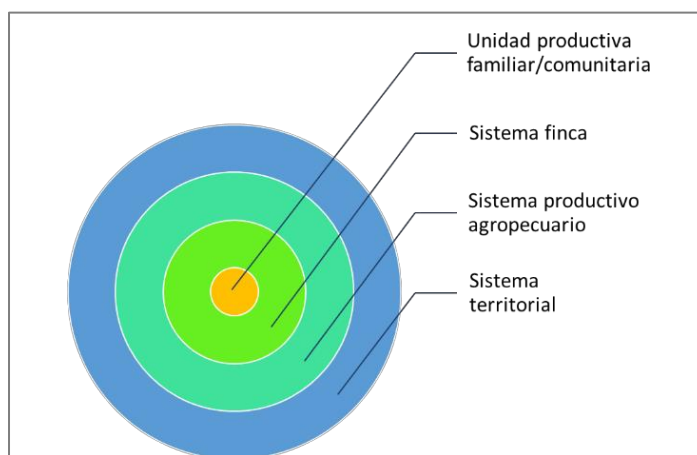 Unidad productiva
familiar/comunitaria
Sistema finca
Sistema productivo
agropecuario
Sistema
territorial